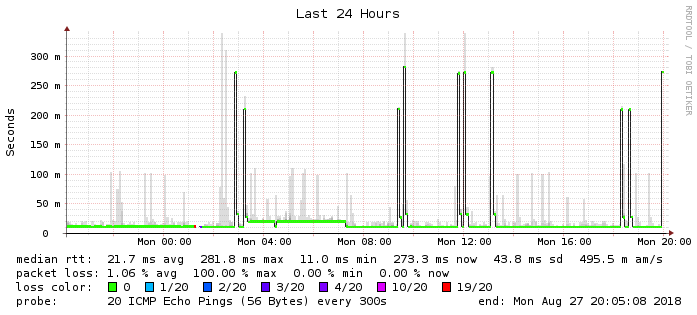 Last 24 Hours
RRDTOOL / TOBI OETIKER
Seconds
300 m
250 m
200 m
150 m
100 m
50 m
0
Mon 00:00 Mon 04:00 Mon 08:00 Mon 12:00 Mon 16:00 Mon 20:00
median rtt: 21.7 ms avg 281.8 ms max 11.0 ms min 273.3 ms now 43.8 ms sd 495.5 m am/s
packet loss: 1.06 % avg 100.00 % max 0.00 % min 0.00 % now
loss color: 0 1/20 2/20 3/20 4/20 10/20 19/20
probe: 20 ICMP Echo Pings (56 Bytes) every 300s end: Mon Aug 27 20:05:08 2018